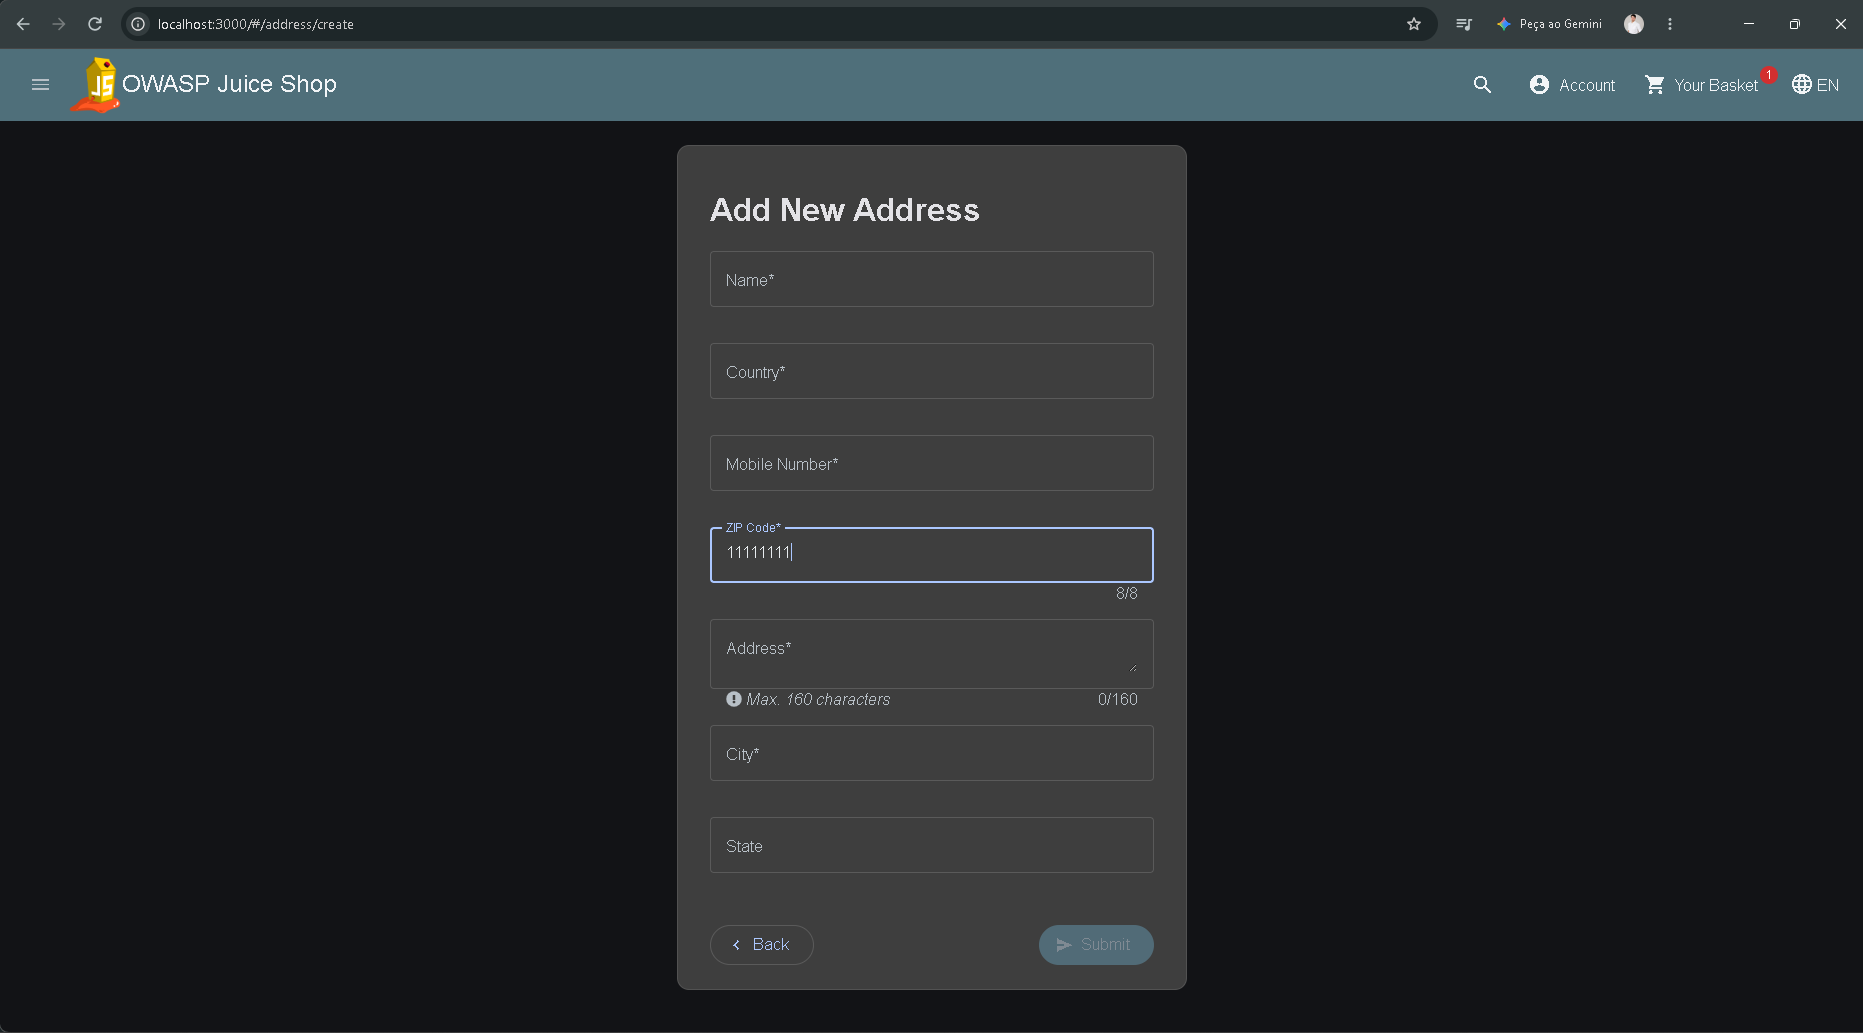 localhost:3000/#/address/create
Peça ao Gemini
JS
OWASP Juice Shop
Account
Your Basket
1
EN
Add New Address
Name*
Country*
Mobile Number*
ZIP Code*
11111111
8/8
Address*
Max. 160 characters
0/160
City*
State
Back
Submit